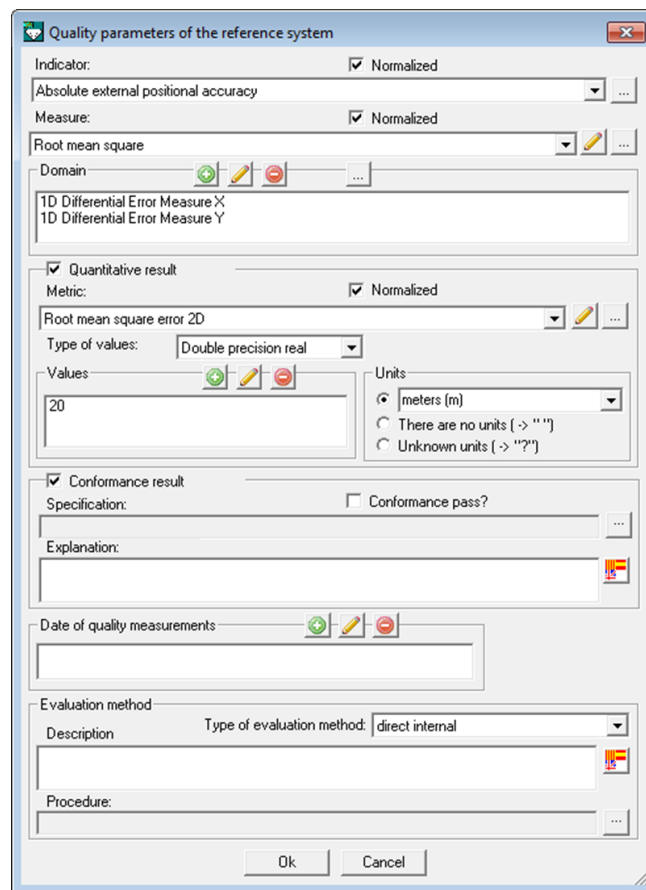 Quality parameters of the reference system
Indicator: Normalized
Absolute external positional accuracy ...
Measure: Normalized
Root mean square ...
Domain ...
1D Differential Error Measure X
1D Differential Error Measure Y
Quantitative result
Metric: Normalized
Root mean square error 2D ...
Type of values: Double precision real
Values
20
Units
meters (m)
There are no units ( -> " ")
Unknown units ( -> "?")
Conformance result
Specification: Conformance pass?
...
Explanation:
Date of quality measurements
Evaluation method
Description Type of evaluation method: direct internal
Procedure:
...
Ok Cancel